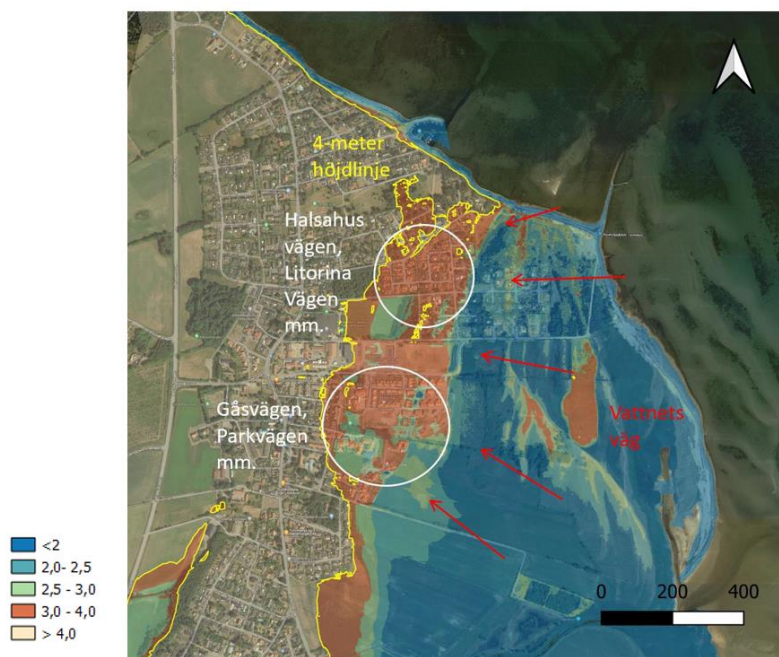 4-meter
höjdlinje
Halsahus
vägen,
Litorina
Vägen
mm.
Gåsvägen,
Parkvägen
mm.
Vattnets
väg
<2
2,0- 2,5
2,5 - 3,0
3,0 - 4,0
> 4,0
0 200 400